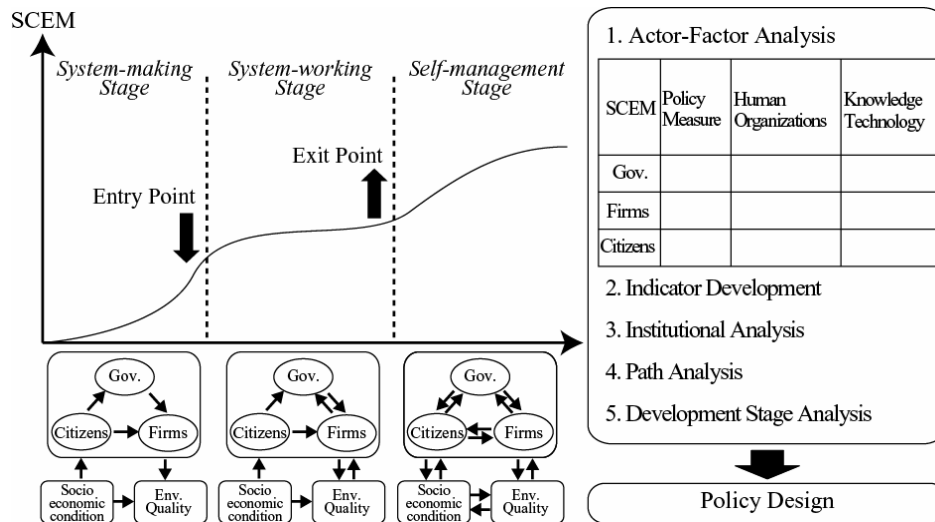 SCEM
System-making
Stage
System-working
Stage
Self-management
Stage
Entry Point
Exit Point
Gov.
Citizens
Firms
Socio
economic
condition
Env.
Quality
Gov.
Citizens
Firms
Socio
economic
condition
Env.
Quality
Gov.
Citizens
Firms
Socio
economic
condition
Env.
Quality
1. Actor-Factor Analysis
SCEM
Policy
Measure
Human
Organizations
Knowledge
Technology
Gov.
Firms
Citizens
2. Indicator Development
3. Institutional Analysis
4. Path Analysis
5. Development Stage Analysis
Policy Design